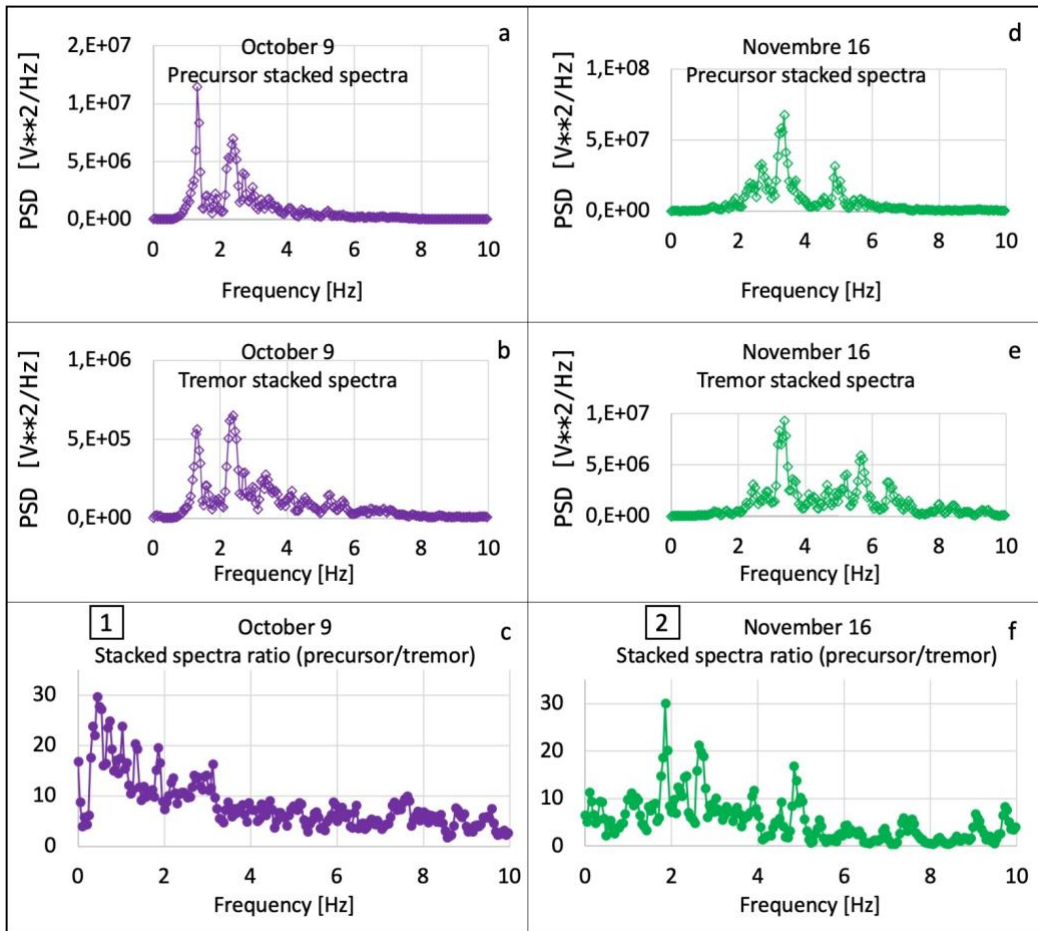 a
October 9
Precursor stacked spectra
PSD [V**2/Hz]
2,E+07
1,E+07
5,E+06
0,E+00
0 2 4 6 8 10
Frequency [Hz]
d
Novembre 16
Precursor stacked spectra
PSD [V**2/Hz]
1,E+08
5,E+07
0,E+00
0 2 4 6 8 10
Frequency [Hz]
b
October 9
Tremor stacked spectra
PSD [V**2/Hz]
1,E+06
5,E+05
0,E+00
0 2 4 6 8 10
Frequency [Hz]
e
November 16
Tremor stacked spectra
PSD [V**2/Hz]
1,E+07
5,E+06
0,E+00
0 2 4 6 8 10
Frequency [Hz]
1
October 9
c
Stacked spectra ratio (precursor/tremor)
30
20
10
0
0 2 4 6 8 10
Frequency [Hz]
2
November 16
f
Stacked spectra ratio (precursor/tremor)
30
20
10
0
0 2 4 6 8 10
Frequency [Hz]